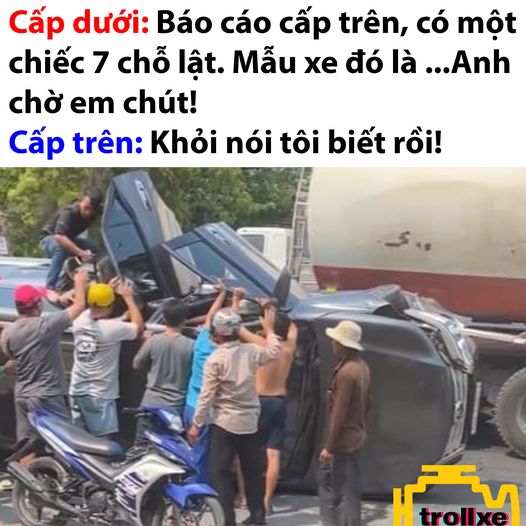 Cấp dưới: Báo cáo cấp trên, có một
chiếc 7 chỗ lật. Mẫu xe đó là ...Anh
chờ em chút!
Cấp trên: Khỏi nói tôi biết rồi!
trollxe